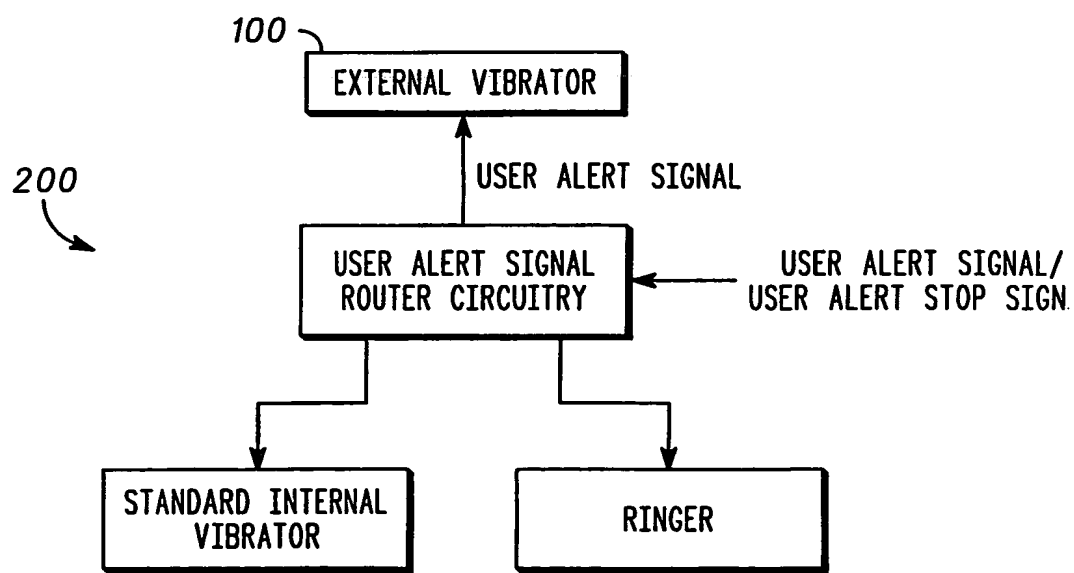 100
EXTERNAL VIBRATOR
USER ALERT SIGNAL
200
USER ALERT SIGNAL
ROUTER CIRCUITRY
USER ALERT SIGNAL/
USER ALERT STOP SIGN
STANDARD INTERNAL
VIBRATOR
RINGER